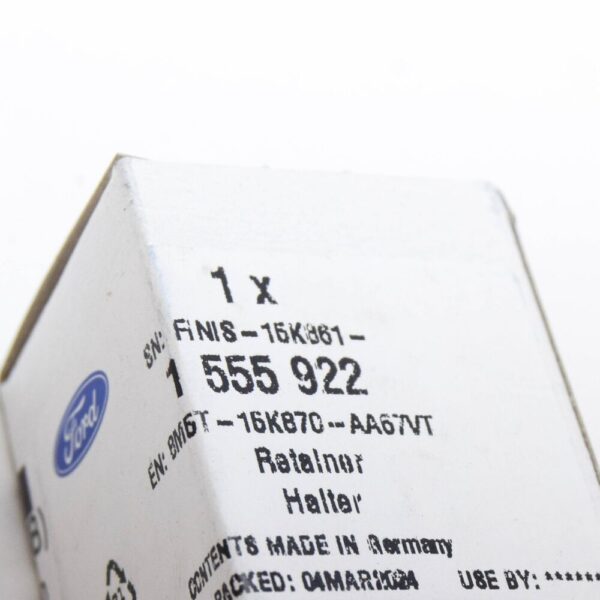 1 x
SN: FINIS-15K861-
1 555 922
EN: 8M5T-15K870-AA67VT
Retainer
Halter
CONTENTS MADE IN Germany
PACKED: 04MAR2024 USE BY: ******
Ford